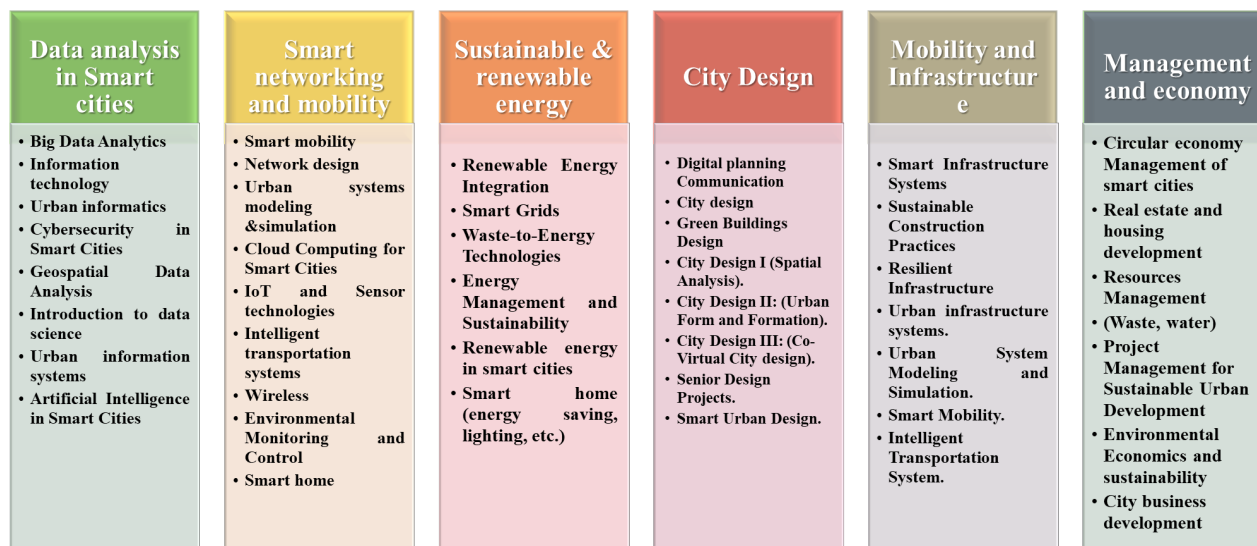 Data analysis
in Smart
cities
• Big Data Analytics
• Information
technology
• Urban informatics
• Cybersecurity in
Smart Cities
• Geospatial Data
Analysis
• Introduction to data
science
• Urban information
systems
• Artificial Intelligence
in Smart Cities
Smart
networking
and mobility
• Smart mobility
• Network design
• Urban systems
modeling
&simulation
• Cloud Computing for
Smart Cities
• IoT and Sensor
technologies
• Intelligent
transportation
systems
• Wireless
• Environmental
Monitoring and
Control
• Smart home
Sustainable &
renewable
energy
• Renewable Energy
Integration
• Smart Grids
• Waste-to-Energy
Technologies
• Energy
Management and
Sustainability
• Renewable energy
in smart cities
• Smart home
(energy saving,
lighting, etc.)
City Design
• Digital planning
Communication
• City design
• Green Buildings
Design
• City Design I (Spatial
Analysis).
• City Design II: (Urban
Form and Formation).
• City Design III: (Co-
Virtual City design).
• Senior Design
Projects.
• Smart Urban Design.
Mobility and
Infrastructur
e
• Smart Infrastructure
Systems
• Sustainable
Construction
Practices
• Resilient
Infrastructure
• Urban infrastructure
systems.
• Urban System
Modeling and
Simulation.
• Smart Mobility.
• Intelligent
Transportation
System.
Management
and economy
• Circular economy
Management of
smart cities
• Real estate and
housing
development
• Resources
Management
• (Waste, water)
• Project
Management for
Sustainable Urban
Development
• Environmental
Economics and
sustainability
• City business
development